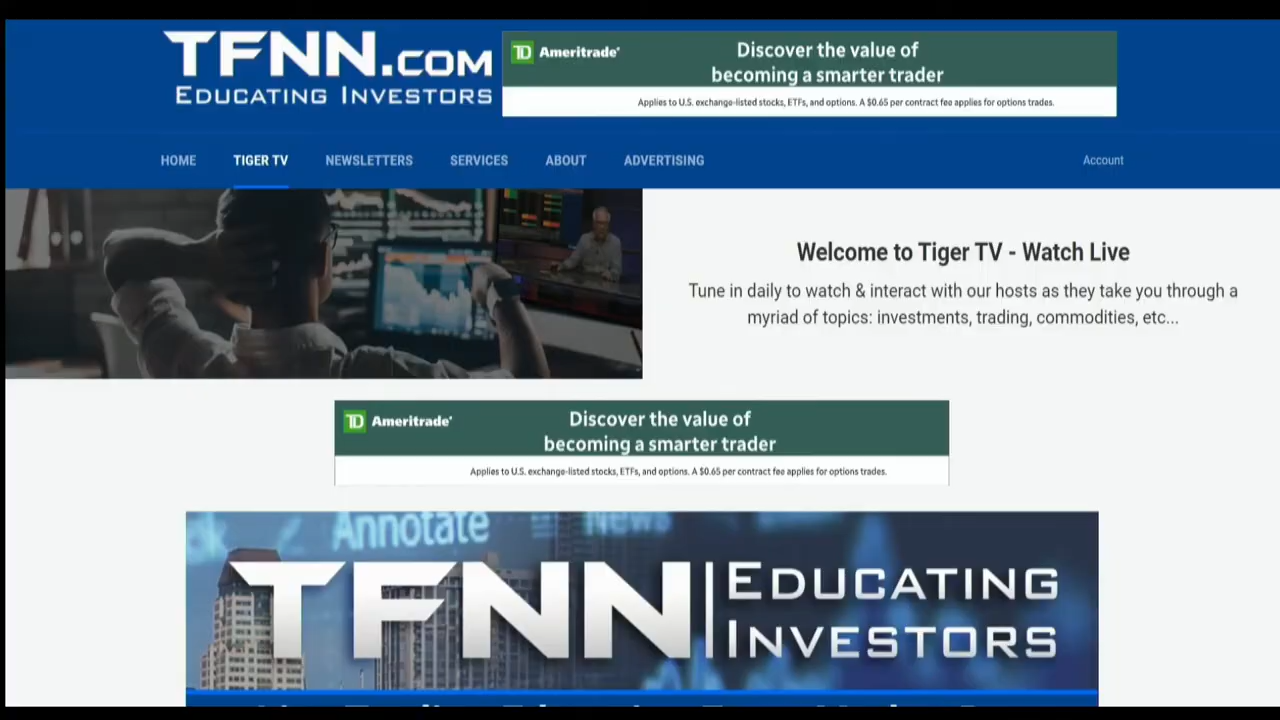 TFNN.COM
EDUCATING INVESTORS
TD Ameritrade
Discover the value of
becoming a smarter trader
Applies to U.S. exchange-listed stocks, ETFs, and options. A $0.65 per contract fee applies for options trades.
HOME TIGER TV NEWSLETTERS SERVICES ABOUT ADVERTISING Account
Welcome to Tiger TV - Watch Live
Tune in daily to watch & interact with our hosts as they take you through a
myriad of topics: investments, trading, commodities, etc...
TD Ameritrade
Discover the value of
becoming a smarter trader
Applies to U.S. exchange-listed stocks, ETFs, and options. A $0.65 per contract fee applies for options trades.
Annotate News
TFNN EDUCATING
INVESTORS